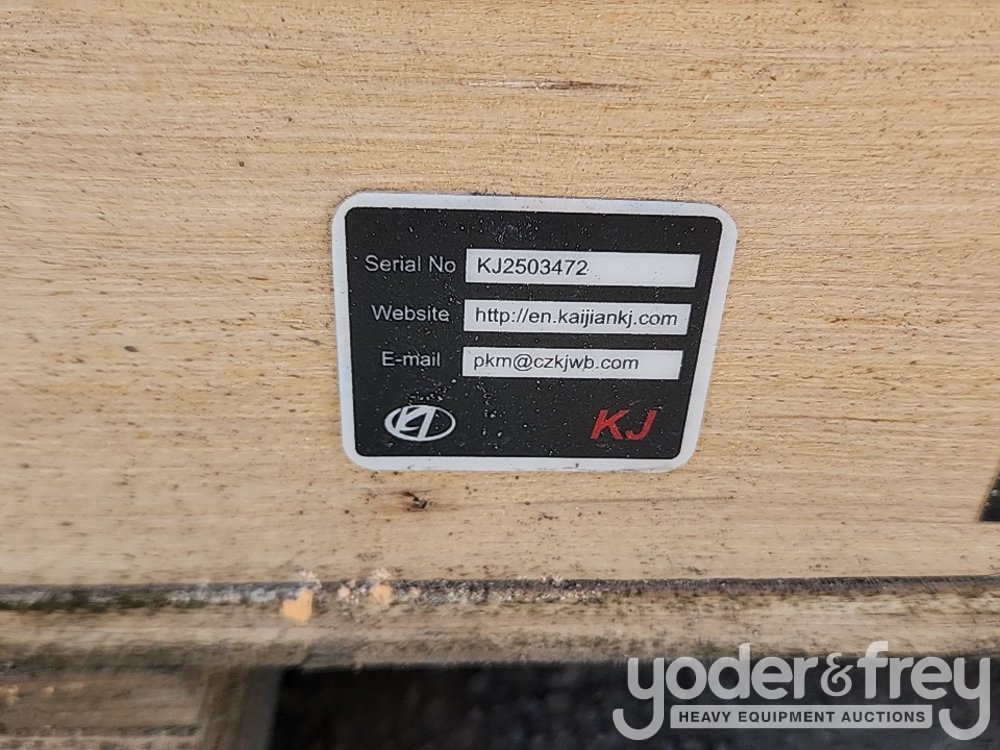 Serial No KJ2503472
Website http://en.kaijiankj.com
E-mail pkm@czkjwb.com
KJ
yoder&frey
HEAVY EQUIPMENT AUCTIONS